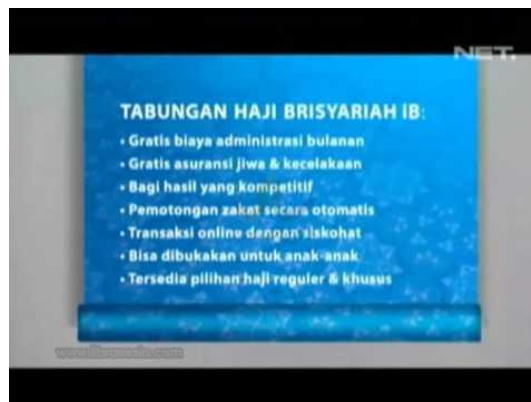 NET.
TABUNGAN HAJI BRISYARIAH IB:
• Gratis biaya administrasi bulanan
• Gratis asuransi jiwa & kecelakaan
• Bagi hasil yang kompetitif
• Pemotongan zakat secara otomatis
• Transaksi online dengan siskohat
• Bisa dibukakan untuk anak-anak
• Tersedia pilihan haji reguler & khusus